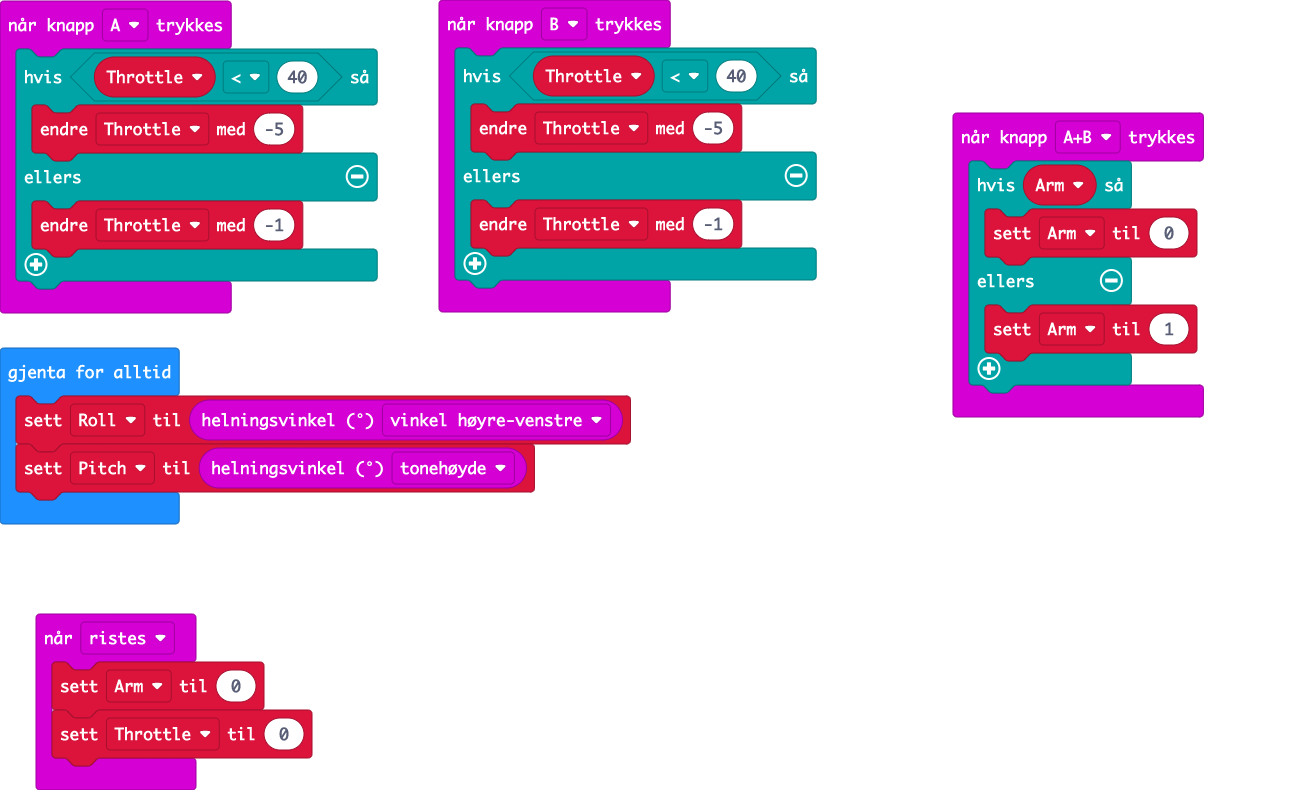 når knapp A trykkes
hvis Throttle < 40 så
endre Throttle med -5
ellers
endre Throttle med -1
når knapp B trykkes
hvis Throttle < 40 så
endre Throttle med -5
ellers
endre Throttle med -1
når knapp A+B trykkes
hvis Arm så
sett Arm til 0
ellers
sett Arm til 1
gjenta for alltid
sett Roll til helningsvinkel (°) vinkel høyre-venstre
sett Pitch til helningsvinkel (°) tonehøyde
når ristes
sett Arm til 0
sett Throttle til 0